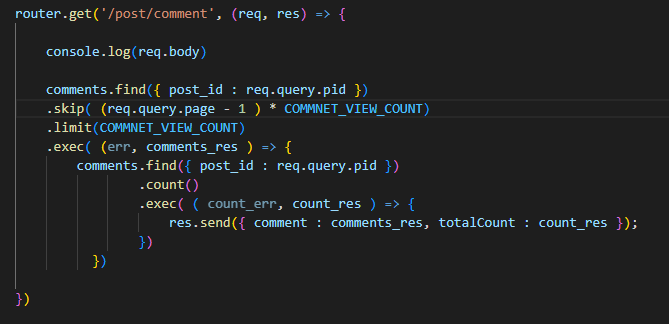 router.get('/post/comment', (req, res) => {
console.log(req.body)
comments.find({ post_id : req.query.pid })
.skip( (req.query.page - 1 ) * COMMNET_VIEW_COUNT)
.limit(COMMNET_VIEW_COUNT)
.exec( (err, comments_res ) => {
comments.find({ post_id : req.query.pid })
.count()
.exec( ( count_err, count_res ) => {
res.send({ comment : comments_res, totalCount : count_res });
})
})
})